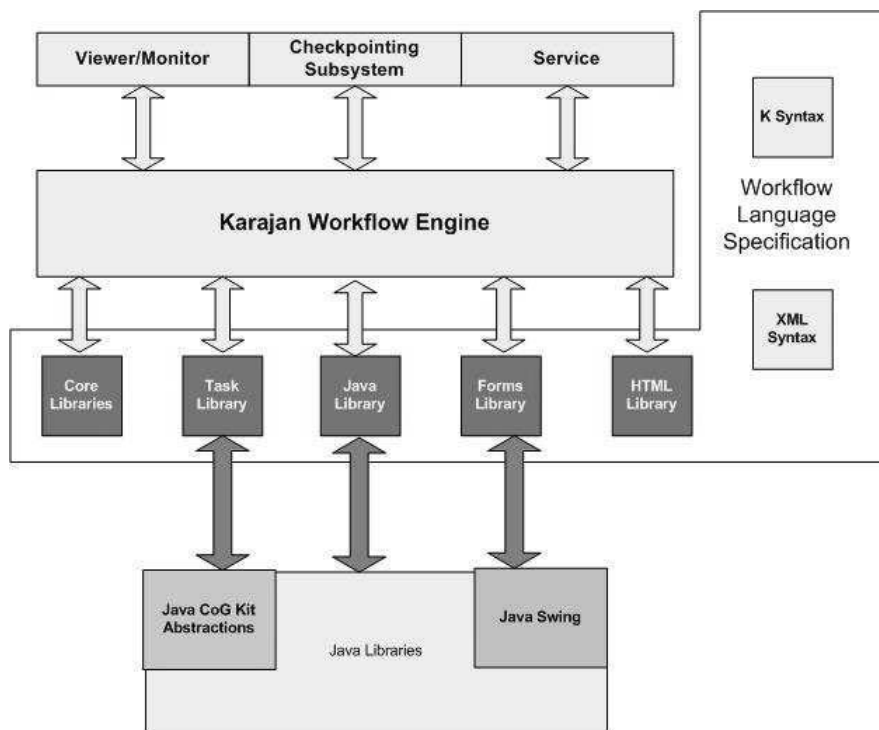 Viewer/Monitor
Checkpointing
Subsystem
Service
K Syntax
Workflow
Language
Specification
Karajan Workflow Engine
XML
Syntax
Core
Libraries
Task
Library
Java
Library
Forms
Library
HTML
Library
Java CoG Kit
Abstractions
Java Libraries
Java Swing